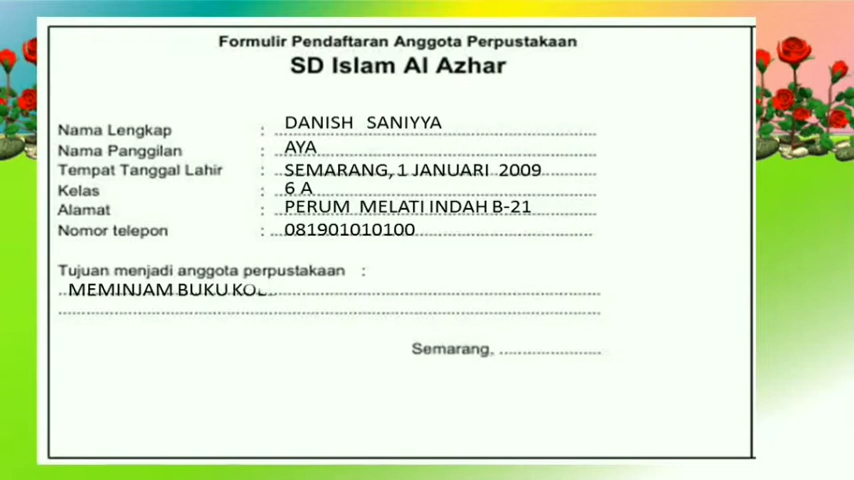 Formulir Pendaftaran Anggota Perpustakaan
SD Islam Al Azhar
Nama Lengkap : DANISH SANIYYA
Nama Panggilan : AYA
Tempat Tanggal Lahir : SEMARANG, 1 JANUARI 2009
Kelas : 6 A
Alamat : PERUM MELATI INDAH B-21
Nomor telepon : 081901010100
Tujuan menjadi anggota perpustakaan :
MEMINJAM BUKU
Semarang, ........................